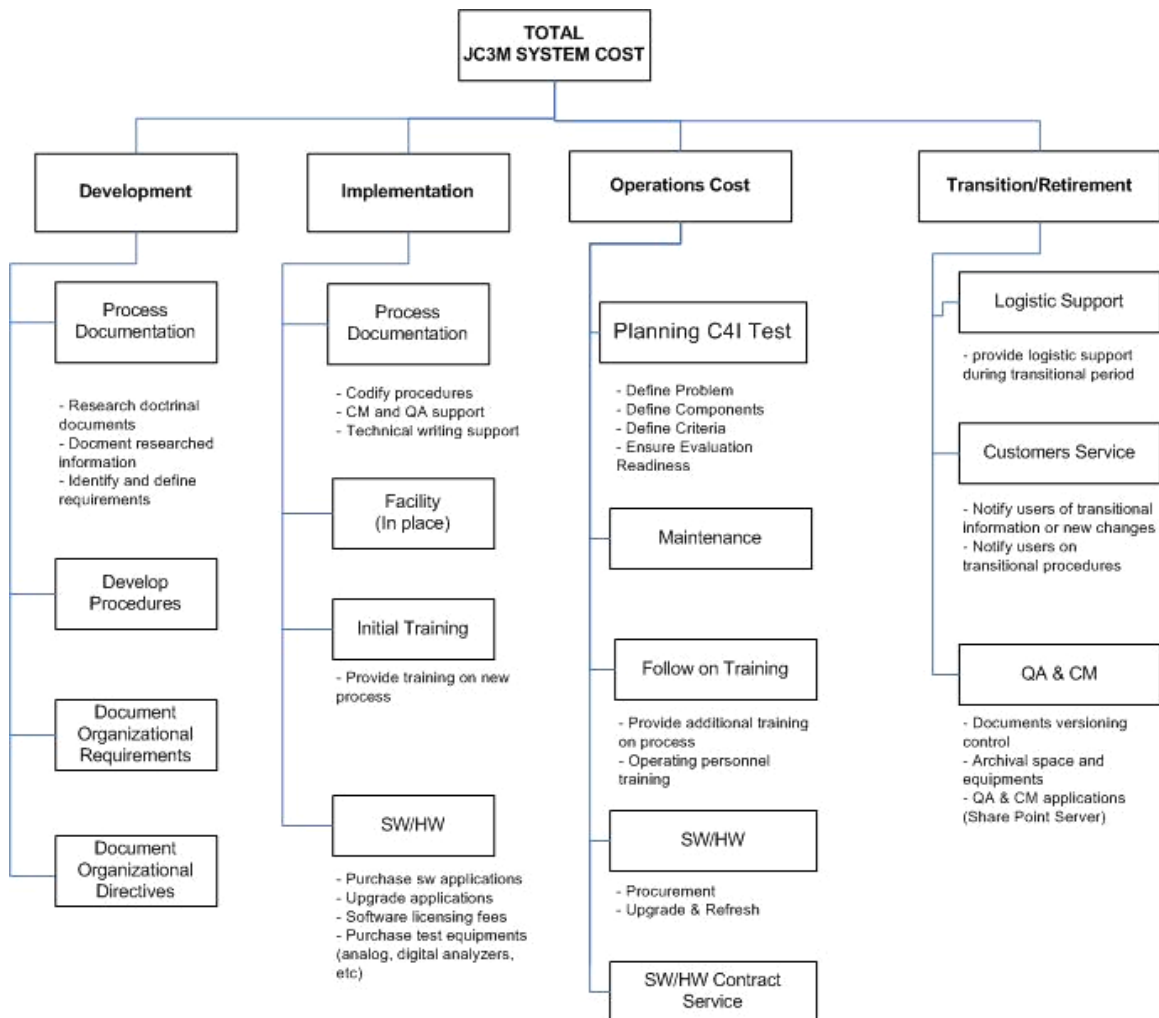 TOTAL
JC3M SYSTEM COST
Development
Process
Documentation
- Research doctrinal
documents
- Docment researched
information
- Identify and define
requirements
Develop
Procedures
Document
Organizational
Requirements
Document
Organizational
Directives
Implementation
Process
Documentation
- Codify procedures
- CM and QA support
- Technical writing support
Facility
(In place)
Initial Training
- Provide training on new
process
SW/HW
- Purchase sw applications
- Upgrade applications
- Software licensing fees
- Purchase test equipments
(analog, digital analyzers,
etc)
Operations Cost
Planning C4I Test
- Define Problem
- Define Components
- Define Criteria
- Ensure Evaluation
Readiness
Maintenance
Follow on Training
- Provide additional training
on process
- Operating personnel
training
SW/HW
- Procurement
- Upgrade & Refresh
SW/HW Contract
Service
Transition/Retirement
Logistic Support
- provide logistic support
during transitional period
Customers Service
- Notify users of transitional
information or new changes
- Notify users on
transitional procedures
QA & CM
- Documents versioning
control
- Archival space and
equipments
- QA & CM applications
(Share Point Server)